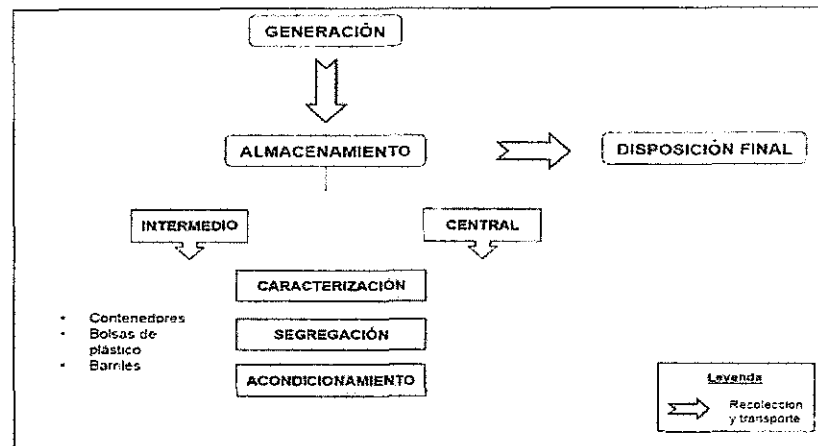 GENERACIÓN
ALMACENAMIENTO
DISPOSICIÓN FINAL
INTERMEDIO
CENTRAL
CARACTERIZACIÓN
• Contenedores
• Bolsas de
plástico
• Barriles
SEGREGACIÓN
ACONDICIONAMIENTO
Leyenda
Recoleccion
y transporte